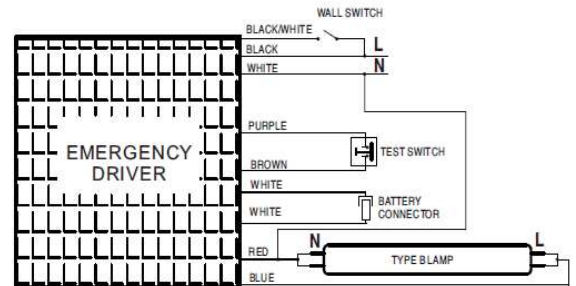 WALL SWITCH
BLACK/WHITE
BLACK
L
WHITE
N
PURPLE
EMERGENCY
DRIVER
TEST SWITCH
BROWN
WHITE
BATTERY
CONNECTOR
WHITE
RED
N
TYPE B LAMP
L
BLUE